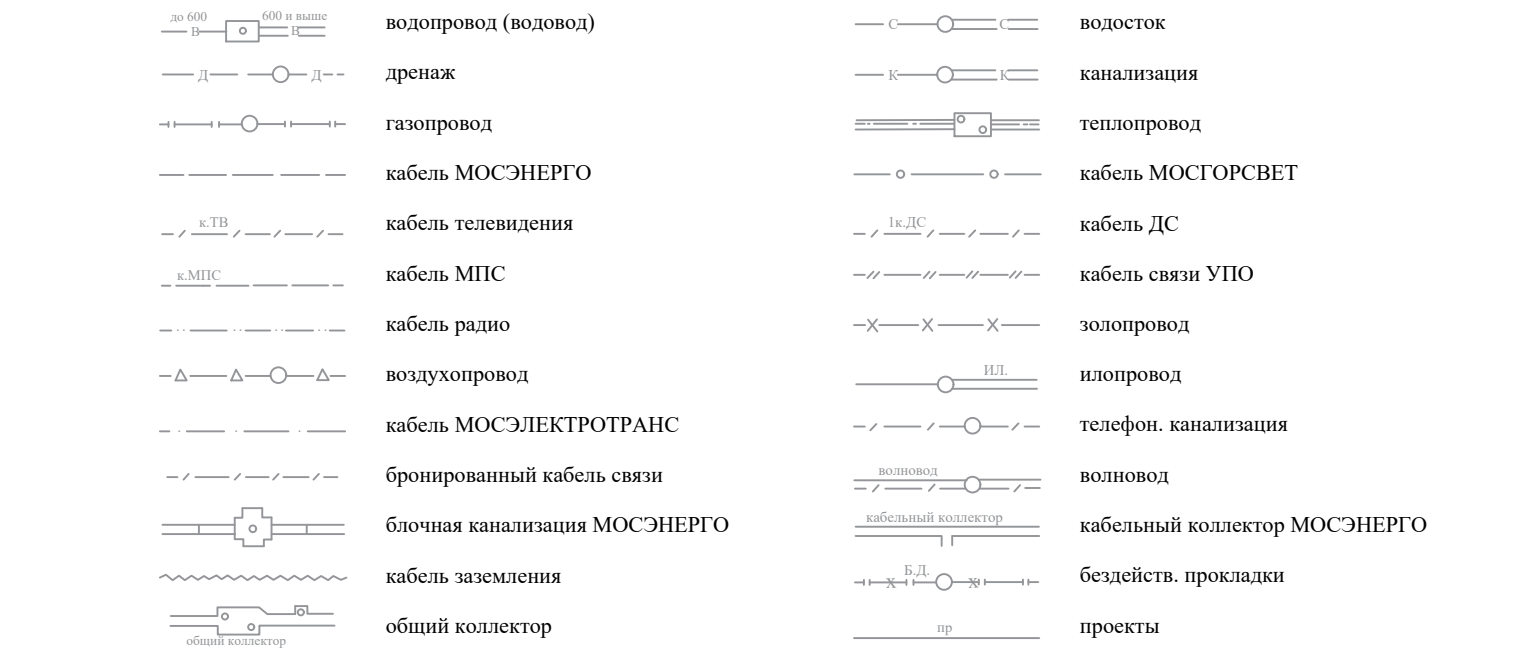 до 600 600 и выше
В В водопровод (водовод)
С С водосток
Д Д дренаж
К К канализация
газопровод
теплопровод
кабель МОСЭНЕРГО
кабель МОСГОРСВЕТ
к.ТВ кабель телевидения
1к.ДС кабель ДС
к.МПС кабель МПС
кабель связи УПО
кабель радио
золопровод
воздухопровод
ИЛ. илопровод
кабель МОСЭЛЕКТРОТРАНС
телефон. канализация
бронированный кабель связи
волновод волновод
блочная канализация МОСЭНЕРГО
кабельный коллектор кабельный коллектор МОСЭНЕРГО
кабель заземления
Б.Д. бездейств. прокладки
Х Х
общий коллектор
общий коллектор
пр проекты